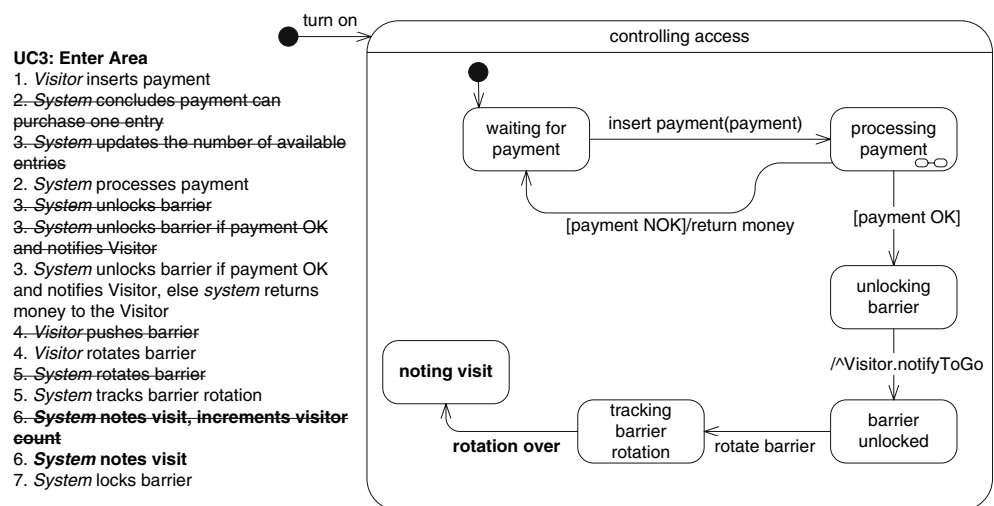 turn on
controlling access
UC3: Enter Area
1. Visitor inserts payment
2. System concludes payment can
purchase one entry
3. System updates the number of available
entries
2. System processes payment
3. System unlocks barrier
3. System unlocks barrier if payment OK
and notifies Visitor
3. System unlocks barrier if payment OK
and notifies Visitor, else system returns
money to the Visitor
4. Visitor pushes barrier
4. Visitor rotates barrier
5. System rotates barrier
5. System tracks barrier rotation
6. System notes visit, increments visitor
count
6. System notes visit
7. System locks barrier
waiting for
payment
insert payment(payment)
processing
payment
[payment NOK]/return money
[payment OK]
unlocking
barrier
/^Visitor.notifyToGo
barrier
unlocked
rotate barrier
tracking
barrier
rotation
rotation over
noting visit